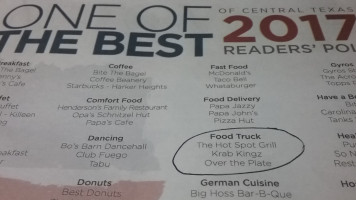 ONE OF
THE BEST
OF CENTRAL TEXAS
2017
READERS'
Coffee
Bite The Bagel
Coffee Beanery
Starbucks - Harker Heights
Fast Food
McDonald's
Taco Bell
Whataburger
Comfort Food
Henderson's Family Restaurant
Opa's Schnitzel Hut
Papa's Cafe
Food Delivery
Papa Jazzy
Papa John's
Pizza Hut
Dancing
Bo's Barn Dancehall
Club Fuego
Tabu
Food Truck
The Hot Spot Grill
Krab Kingz
Over the Plate
Donuts
Best Donuts
German Cuisine
Big Hoss Bar-B-Que